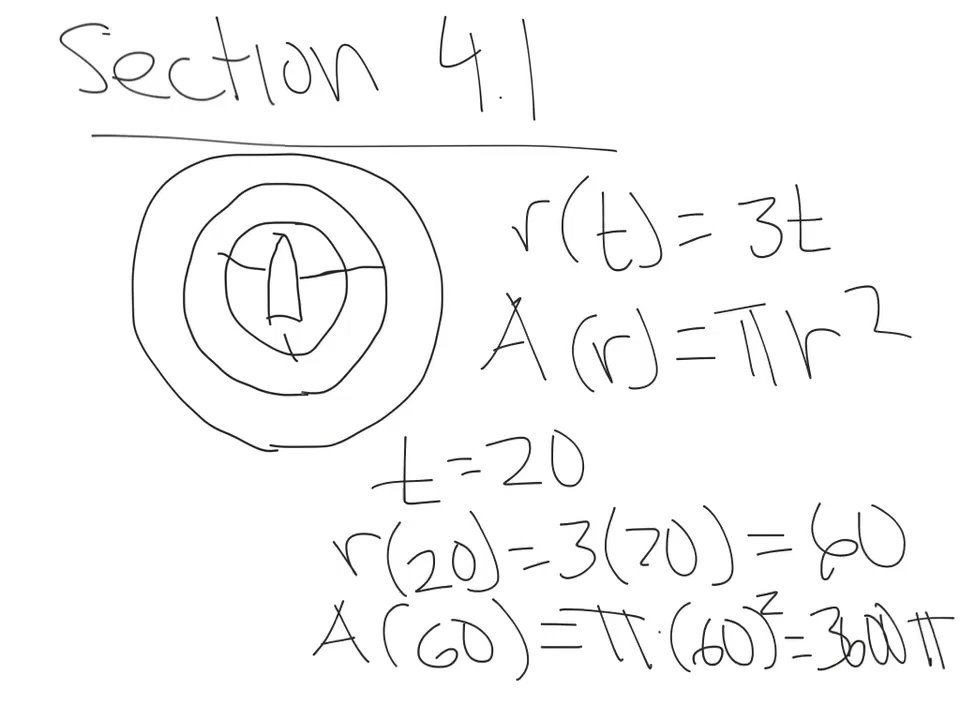 Section 4.1
r(t) = 3t
A(r) = πr²
t = 20
r(20) = 3(20) = 60
A(60) = π·(60)² = 3600π